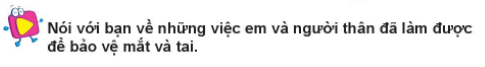 Nói với bạn về những việc em và người thân đã làm được
để bảo vệ mắt và tai.